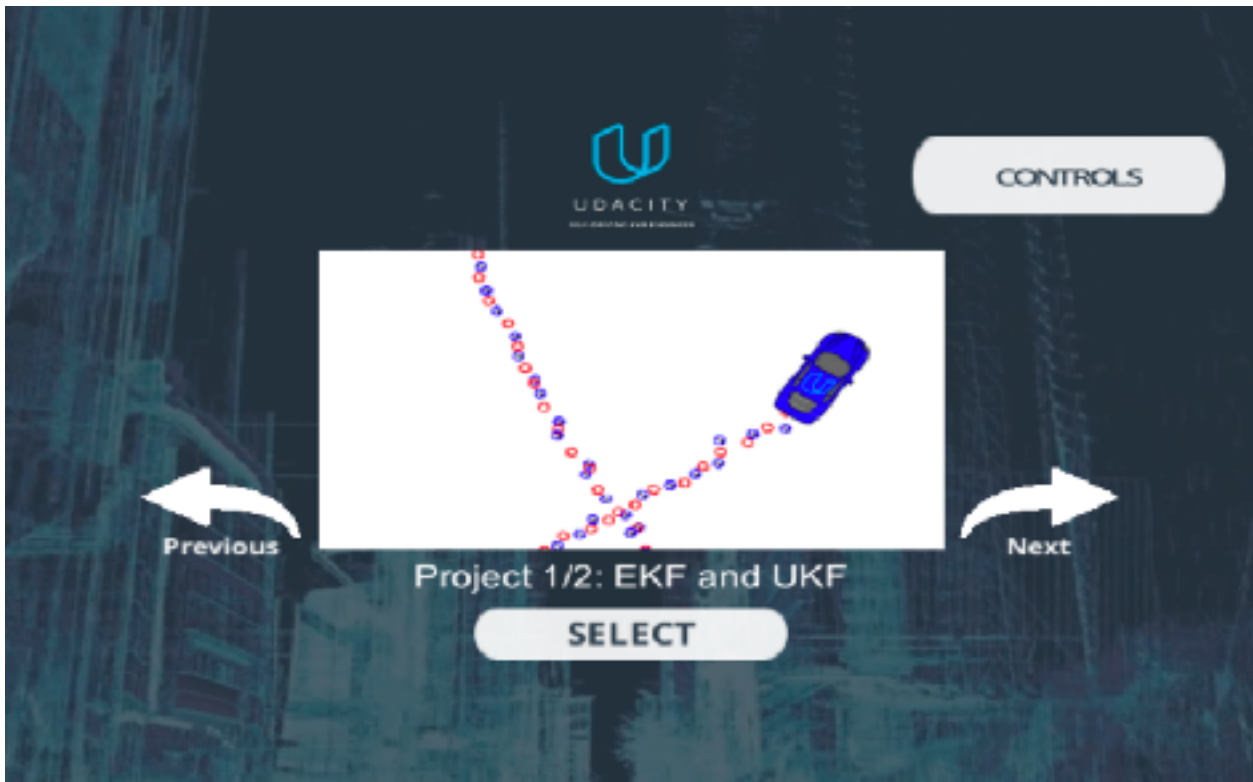 UDACITY
CONTROLS
Previous
Next
Project 1/2: EKF and UKF
SELECT